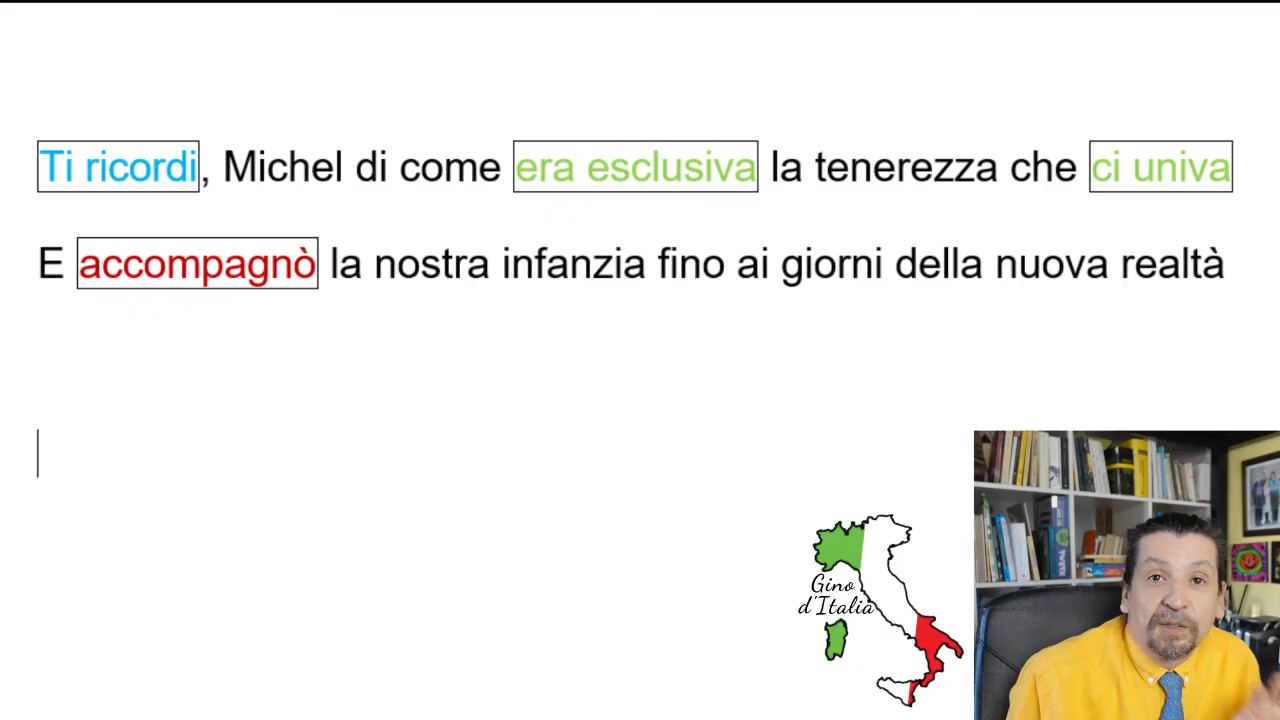 Ti ricordi, Michel di come era esclusiva la tenerezza che ci univa
E accompagnò la nostra infanzia fino ai giorni della nuova realtà
Gino
d'Italia